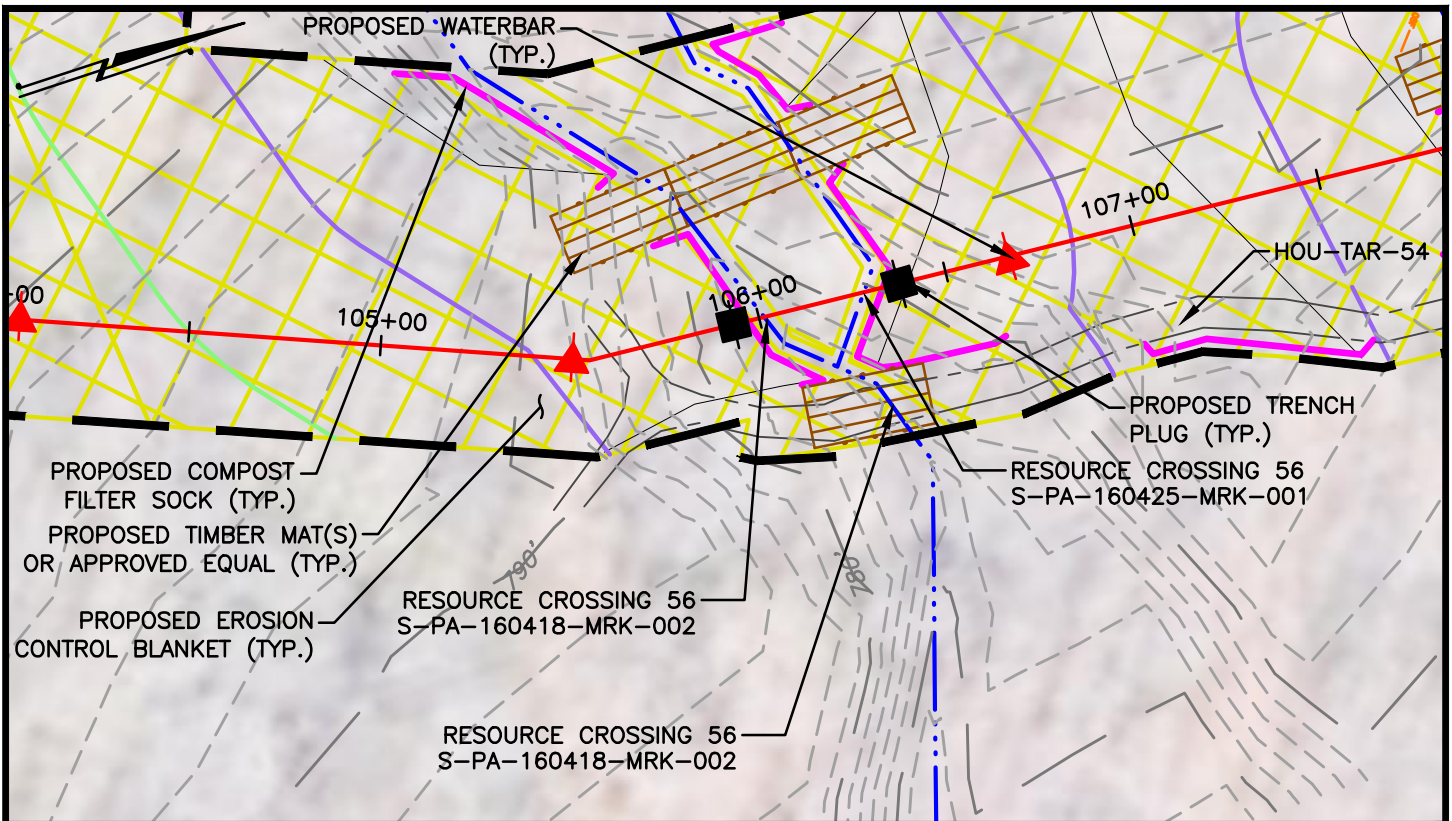 PROPOSED WATERBAR
(TYP.)
107+00
HOU-TAR-54
-00
105+00
106+00
PROPOSED TRENCH
PLUG (TYP.)
PROPOSED COMPOST
FILTER SOCK (TYP.)
RESOURCE CROSSING 56
S-PA-160425-MRK-001
PROPOSED TIMBER MAT(S)
OR APPROVED EQUAL (TYP.)
790'
780'
RESOURCE CROSSING 56
S-PA-160418-MRK-002
PROPOSED EROSION
CONTROL BLANKET (TYP.)
RESOURCE CROSSING 56
S-PA-160418-MRK-002